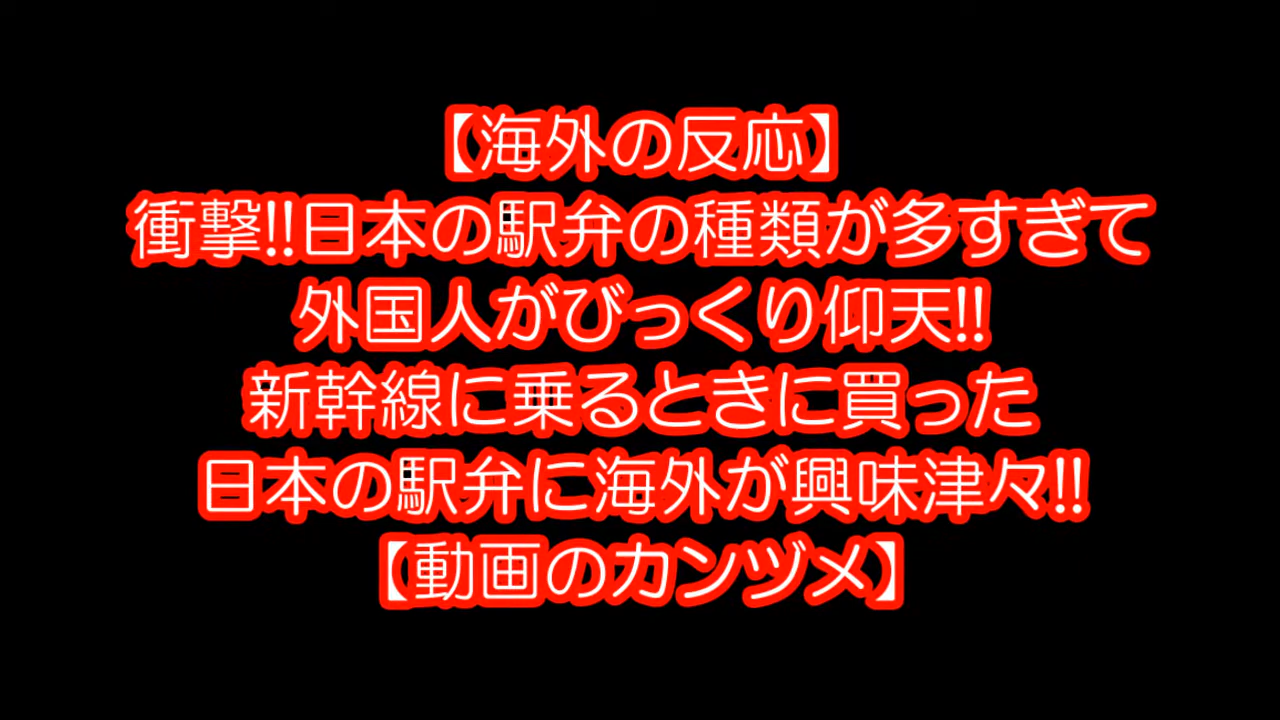 【海外の反応】
衝撃!!日本の駅弁の種類が多すぎて
外国人がびっくり仰天!!
新幹線に乗るときに買った
日本の駅弁に海外が興味津々!!
【動画のカンヅメ】